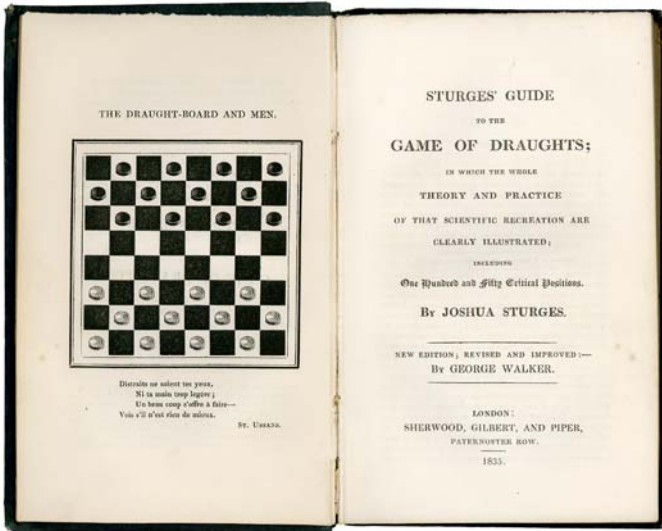 THE DRAUGHT-BOARD AND MEN.
Distraits ne soient tes yeux,
Ni ta main trop legère;
Un beau coup s'offre à faire—
Vois s'il n'est rien de mieux.
STURGES' GUIDE
TO THE
GAME OF DRAUGHTS;
IN WHICH THE WHOLE
THEORY AND PRACTICE
OF THAT SCIENTIFIC RECREATION ARE
CLEARLY ILLUSTRATED;
INCLUDING
One Hundred and Fifty Critical Positions.
BY JOSHUA STURGES.
NEW EDITION; REVISED AND IMPROVED:—
BY GEORGE WALKER.
LONDON:
SHERWOOD, GILBERT, AND PIPER,
PATERNOSTER ROW.
1835.